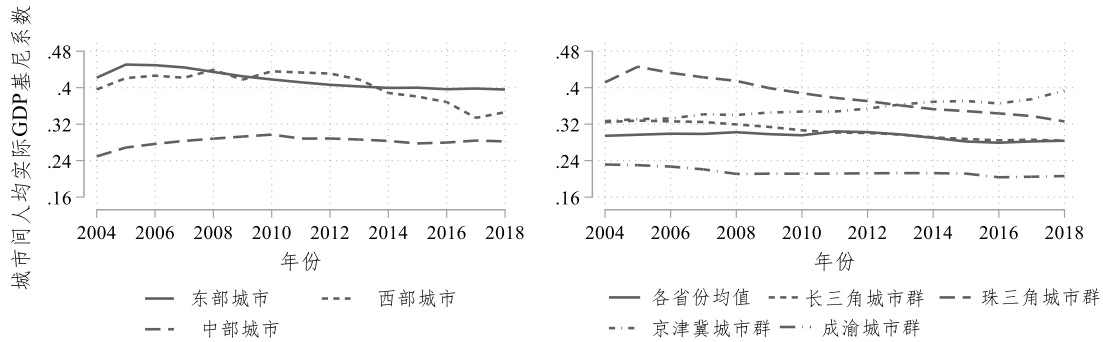 城市间人均实际GDP基尼系数
.48
.4
.32
.24
.16
2004 2006 2008 2010 2012 2014 2016 2018
年份
东部城市 西部城市
中部城市
.48
.4
.32
.24
.16
2004 2006 2008 2010 2012 2014 2016 2018
年份
各省份均值 长三角城市群 珠三角城市群
京津冀城市群 成渝城市群